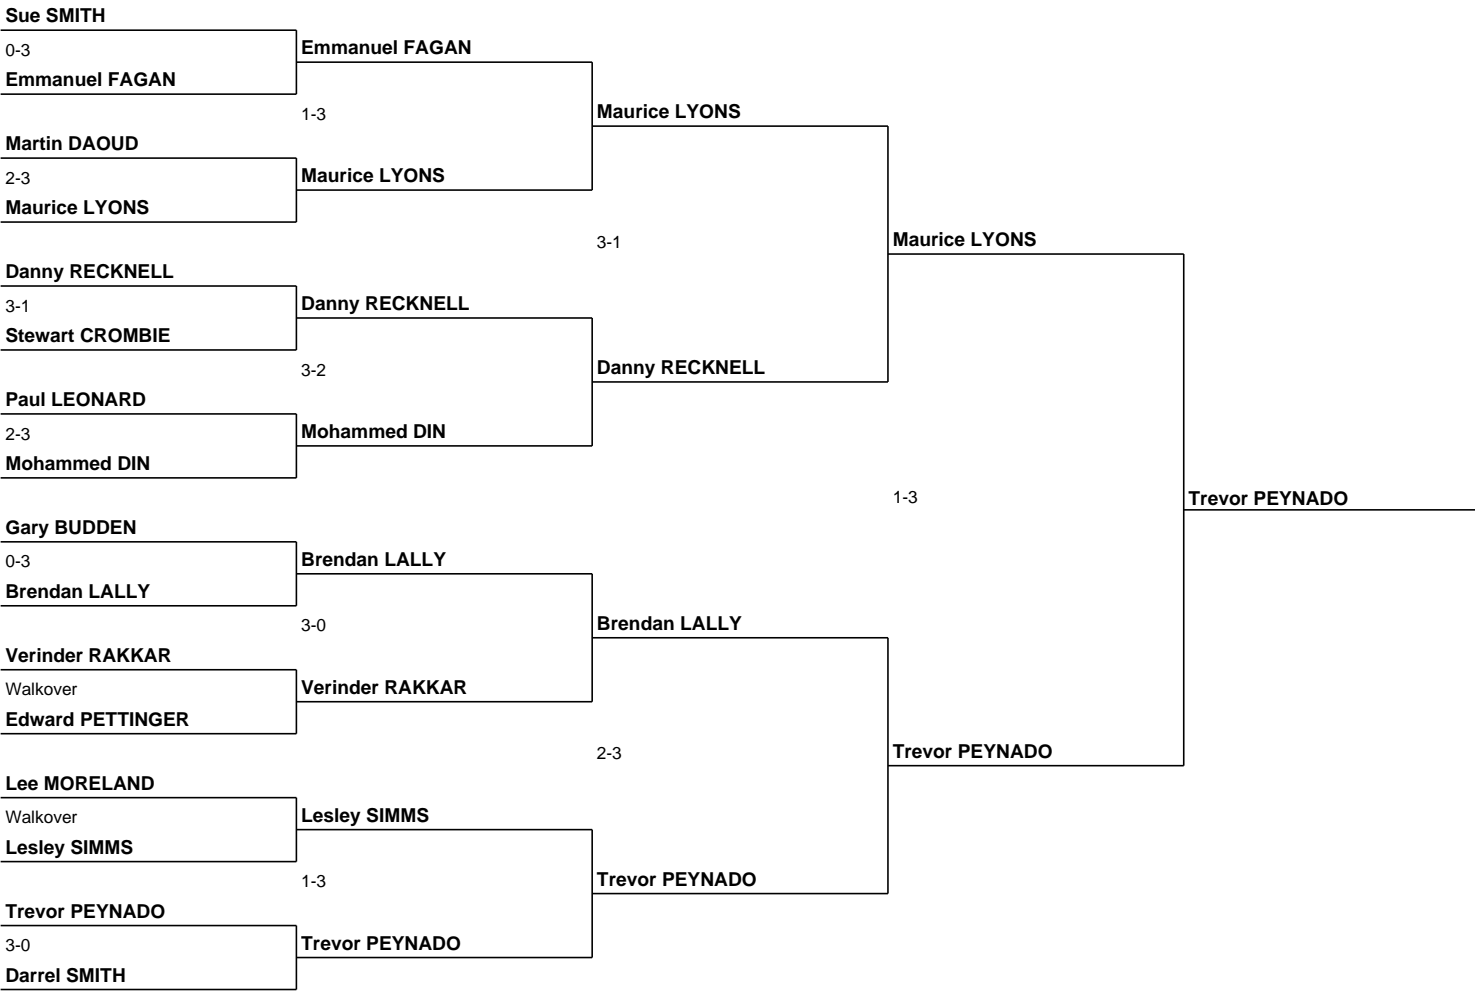 Sue SMITH
0-3
Emmanuel FAGAN
Martin DAOUD
2-3
Maurice LYONS
Danny RECKNELL
3-1
Stewart CROMBIE
Paul LEONARD
2-3
Mohammed DIN
Gary BUDDEN
0-3
Brendan LALLY
Verinder RAKKAR
Walkover
Edward PETTINGER
Lee MORELAND
Walkover
Lesley SIMMS
Trevor PEYNADO
3-0
Darrel SMITH
Emmanuel FAGAN
1-3
Maurice LYONS
Danny RECKNELL
3-2
Mohammed DIN
Brendan LALLY
3-0
Verinder RAKKAR
Lesley SIMMS
1-3
Trevor PEYNADO
Maurice LYONS
3-1
Danny RECKNELL
Brendan LALLY
2-3
Trevor PEYNADO
Maurice LYONS
1-3
Trevor PEYNADO
Trevor PEYNADO